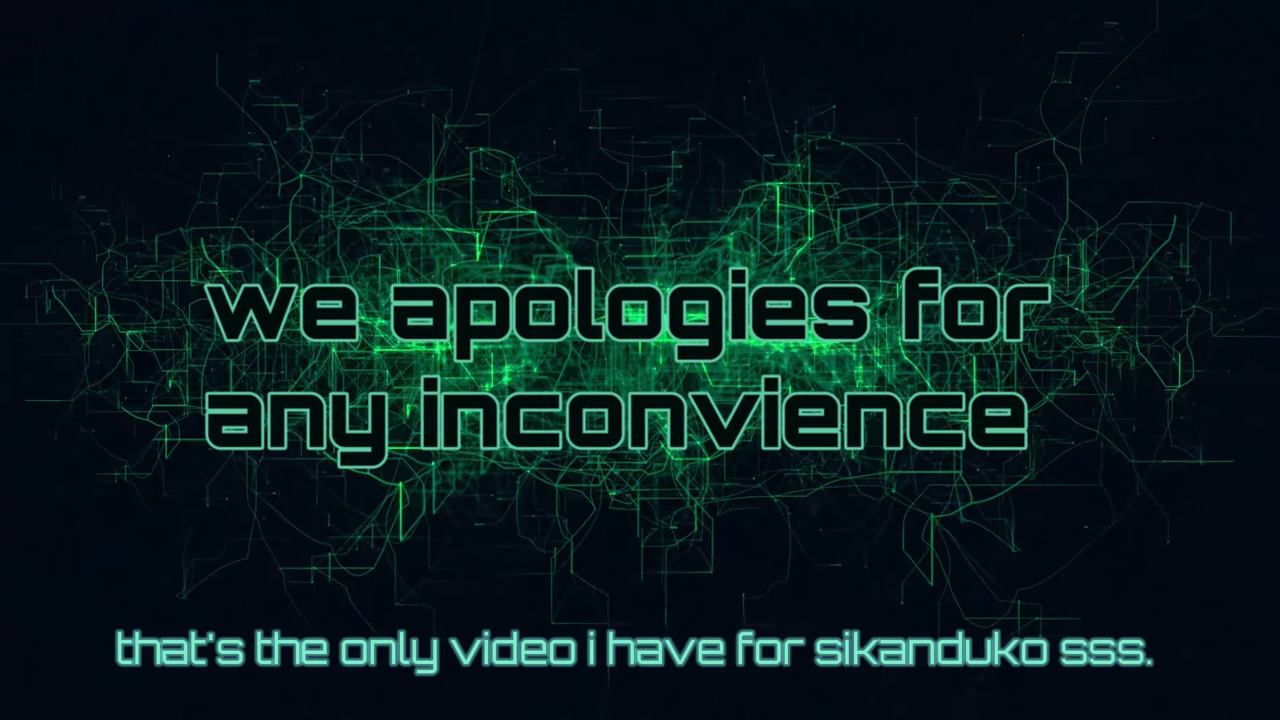 we apologies for
any inconvience
that's the only video i have for sikanduko sss.